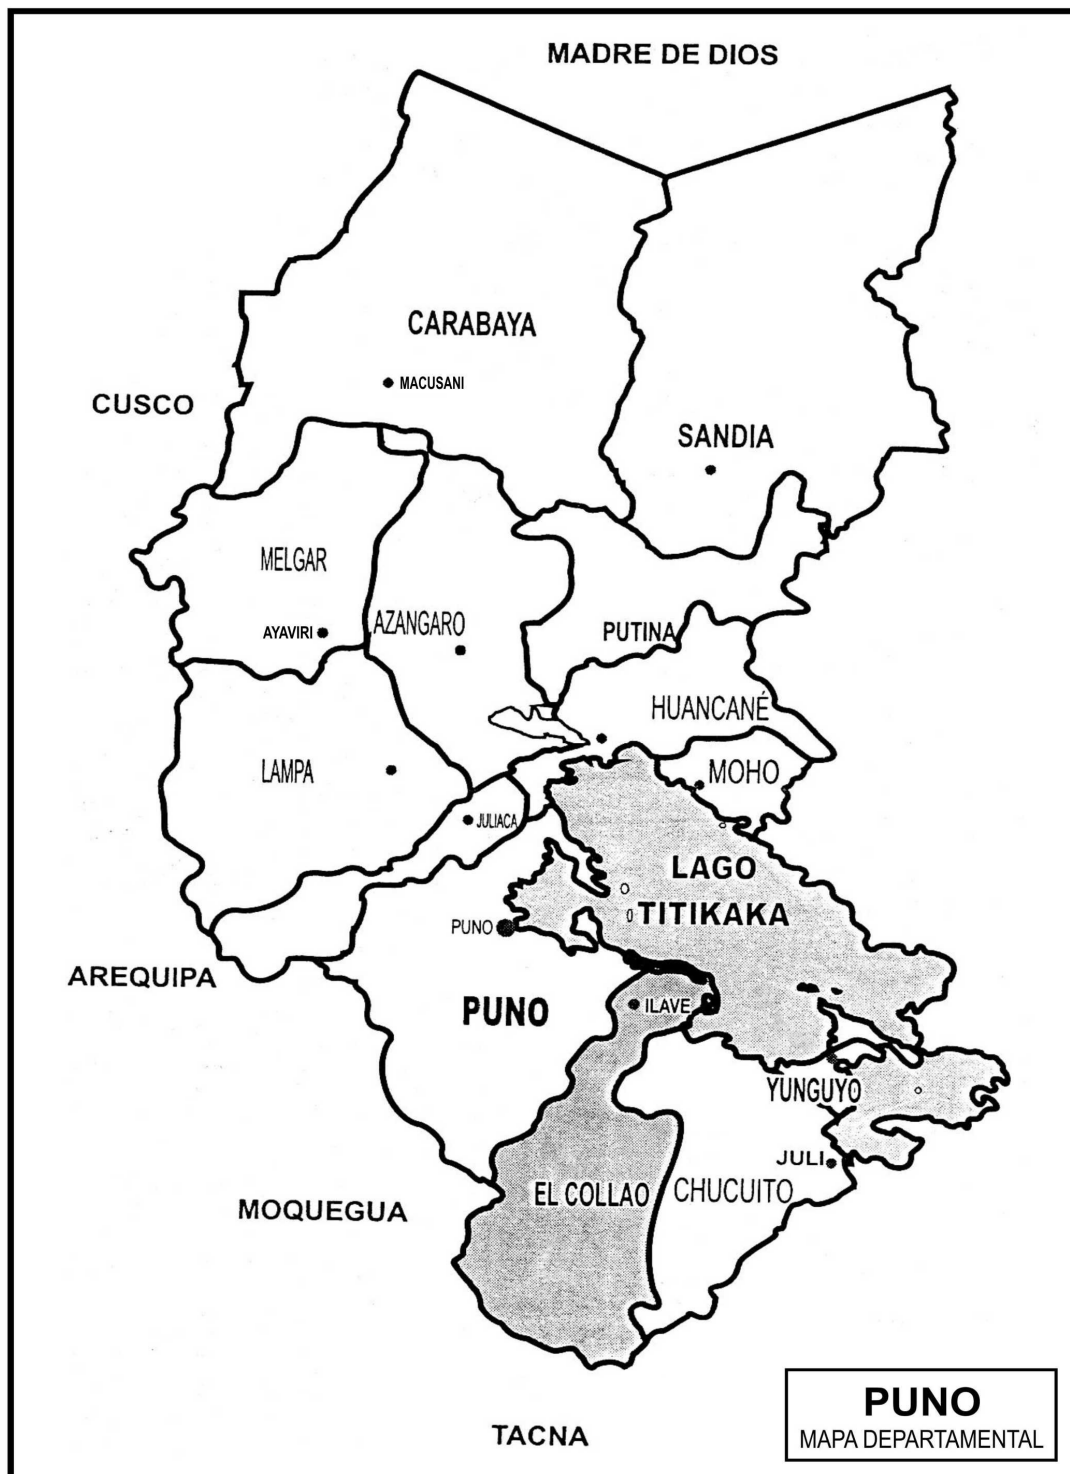 MADRE DE DIOS
CARABAYA
MACUSANI
CUSCO
SANDIA
MELGAR
AYAVIRI
AZANGARO
PUTINA
HUANCANÉ
LAMPA
MOHO
JULIACA
LAGO
TITIKAKA
PUNO
AREQUIPA
PUNO
ILAVE
YUNGUYO
JULI
EL COLLAO
CHUCUITO
MOQUEGUA
TACNA
PUNO
MAPA DEPARTAMENTAL